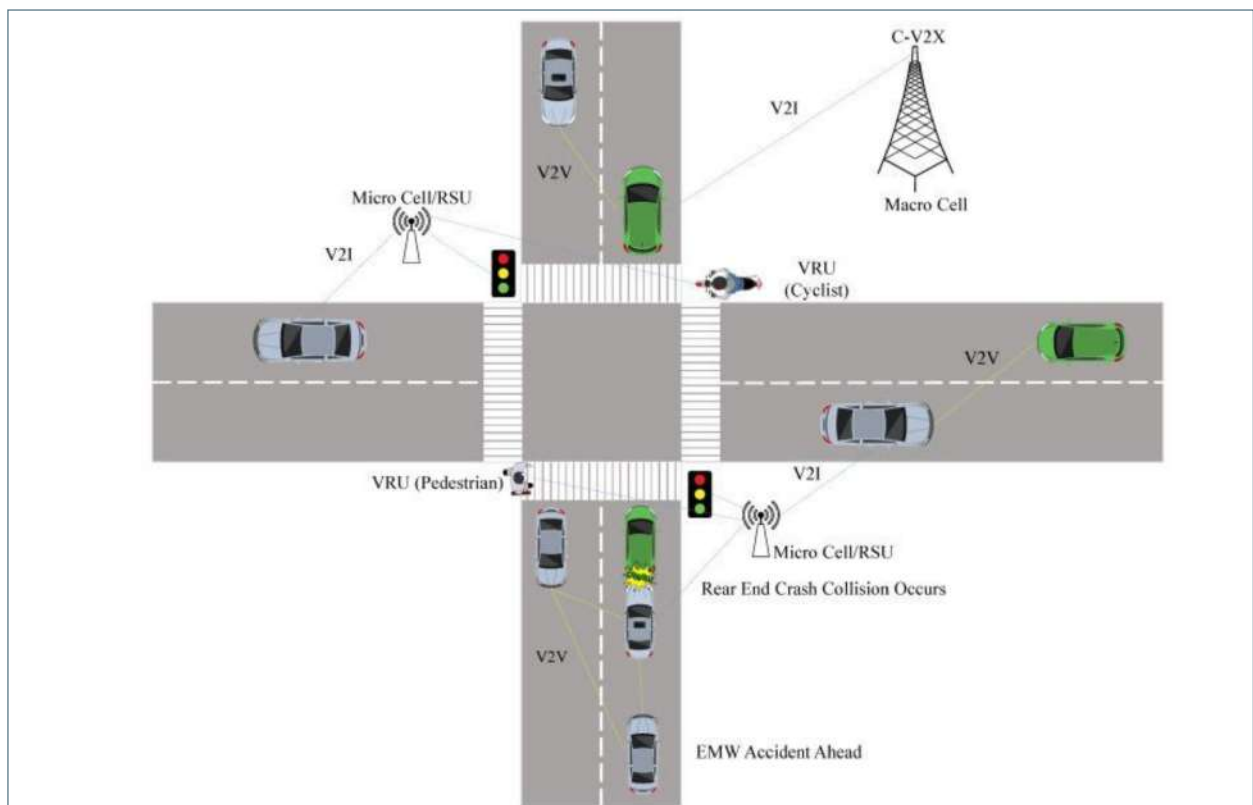 C-V2X
V2I
V2V
Micro Cell/RSU
Macro Cell
V2I
VRU
(Cyclist)
V2V
VRU (Pedestrian)
V2I
Micro Cell/RSU
Rear End Crash Collision Occurs
V2V
EMW Accident Ahead